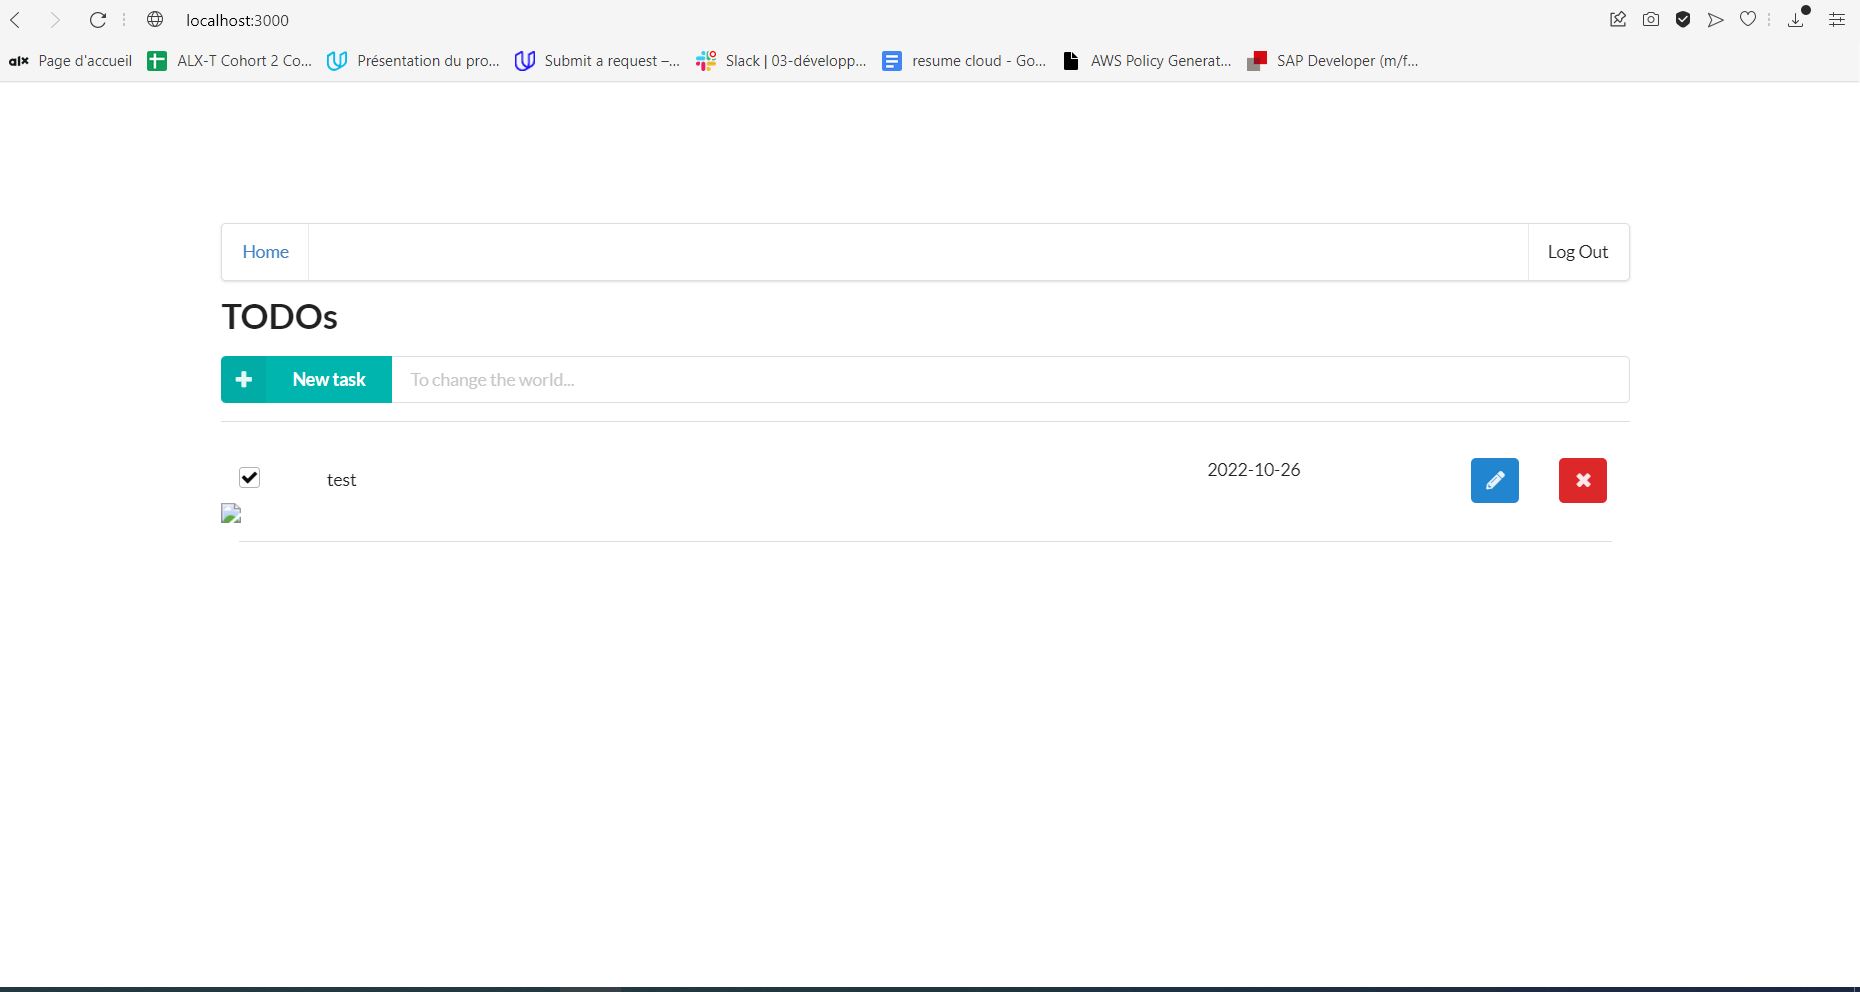 localhost:3000
alx Page d'accueil ALX-T Cohort 2 Co... Présentation du pro... Submit a request –... Slack | 03-développ... resume cloud - Go... AWS Policy Generat... SAP Developer (m/f...
Home Log Out
TODOs
New task To change the world...
test 2022-10-26